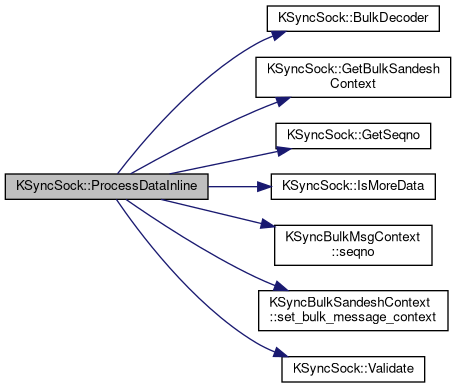 KSyncSock::BulkDecoder
KSyncSock::GetBulkSandesh
Context
KSyncSock::GetSeqno
KSyncSock::ProcessDataInline
KSyncSock::IsMoreData
KSyncBulkMsgContext
::seqno
KSyncBulkSandeshContext
::set_bulk_message_context
KSyncSock::Validate